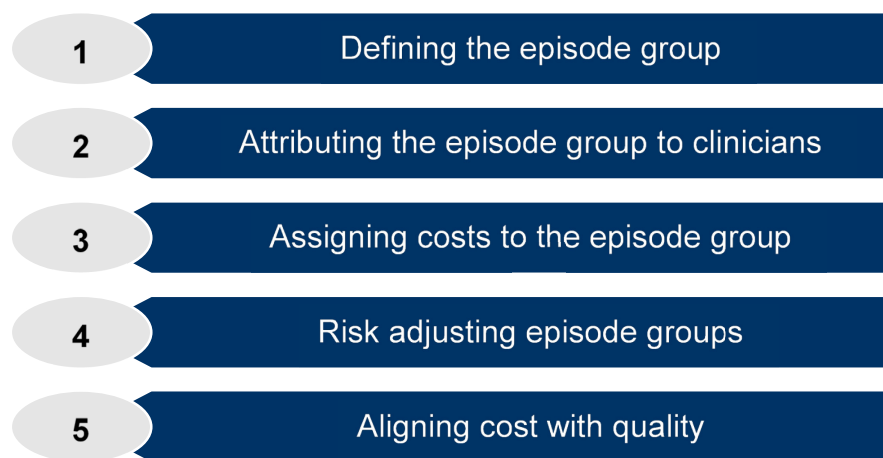 1 Defining the episode group
2 Attributing the episode group to clinicians
3 Assigning costs to the episode group
4 Risk adjusting episode groups
5 Aligning cost with quality